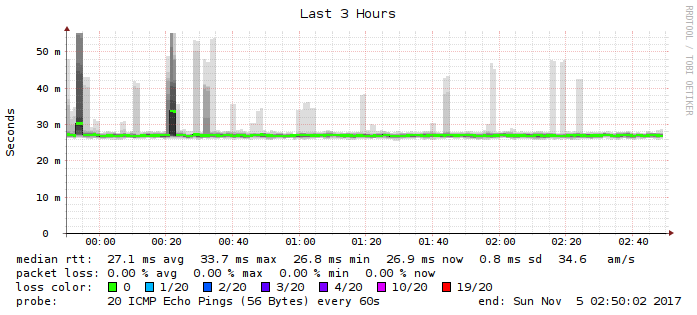 Last 3 Hours
RRDTOOL / TOBI OETIKER
Seconds
50 m
40 m
30 m
20 m
10 m
0
00:00 00:20 00:40 01:00 01:20 01:40 02:00 02:20 02:40
median rtt: 27.1 ms avg 33.7 ms max 26.8 ms min 26.9 ms now 0.8 ms sd 34.6 am/s
packet loss: 0.00 % avg 0.00 % max 0.00 % min 0.00 % now
loss color: 0 1/20 2/20 3/20 4/20 10/20 19/20
probe: 20 ICMP Echo Pings (56 Bytes) every 60s end: Sun Nov 5 02:50:02 2017